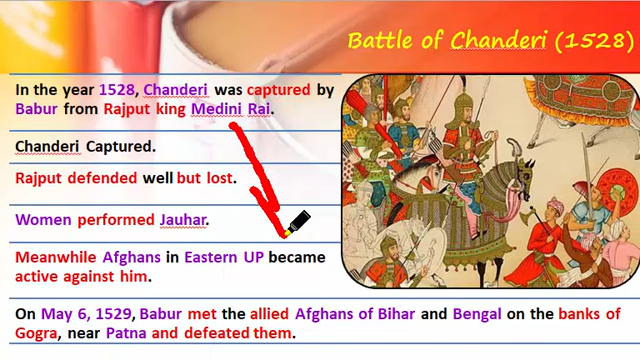 Battle of Chanderi (1528)
In the year 1528, Chanderi was captured by
Babur from Rajput king Medini Rai.
Chanderi Captured.
Rajput defended well but lost.
Women performed Jauhar.
Meanwhile Afghans in Eastern UP became
active against him.
On May 6, 1529, Babur met the allied Afghans of Bihar and Bengal on the banks of
Gogra, near Patna and defeated them.